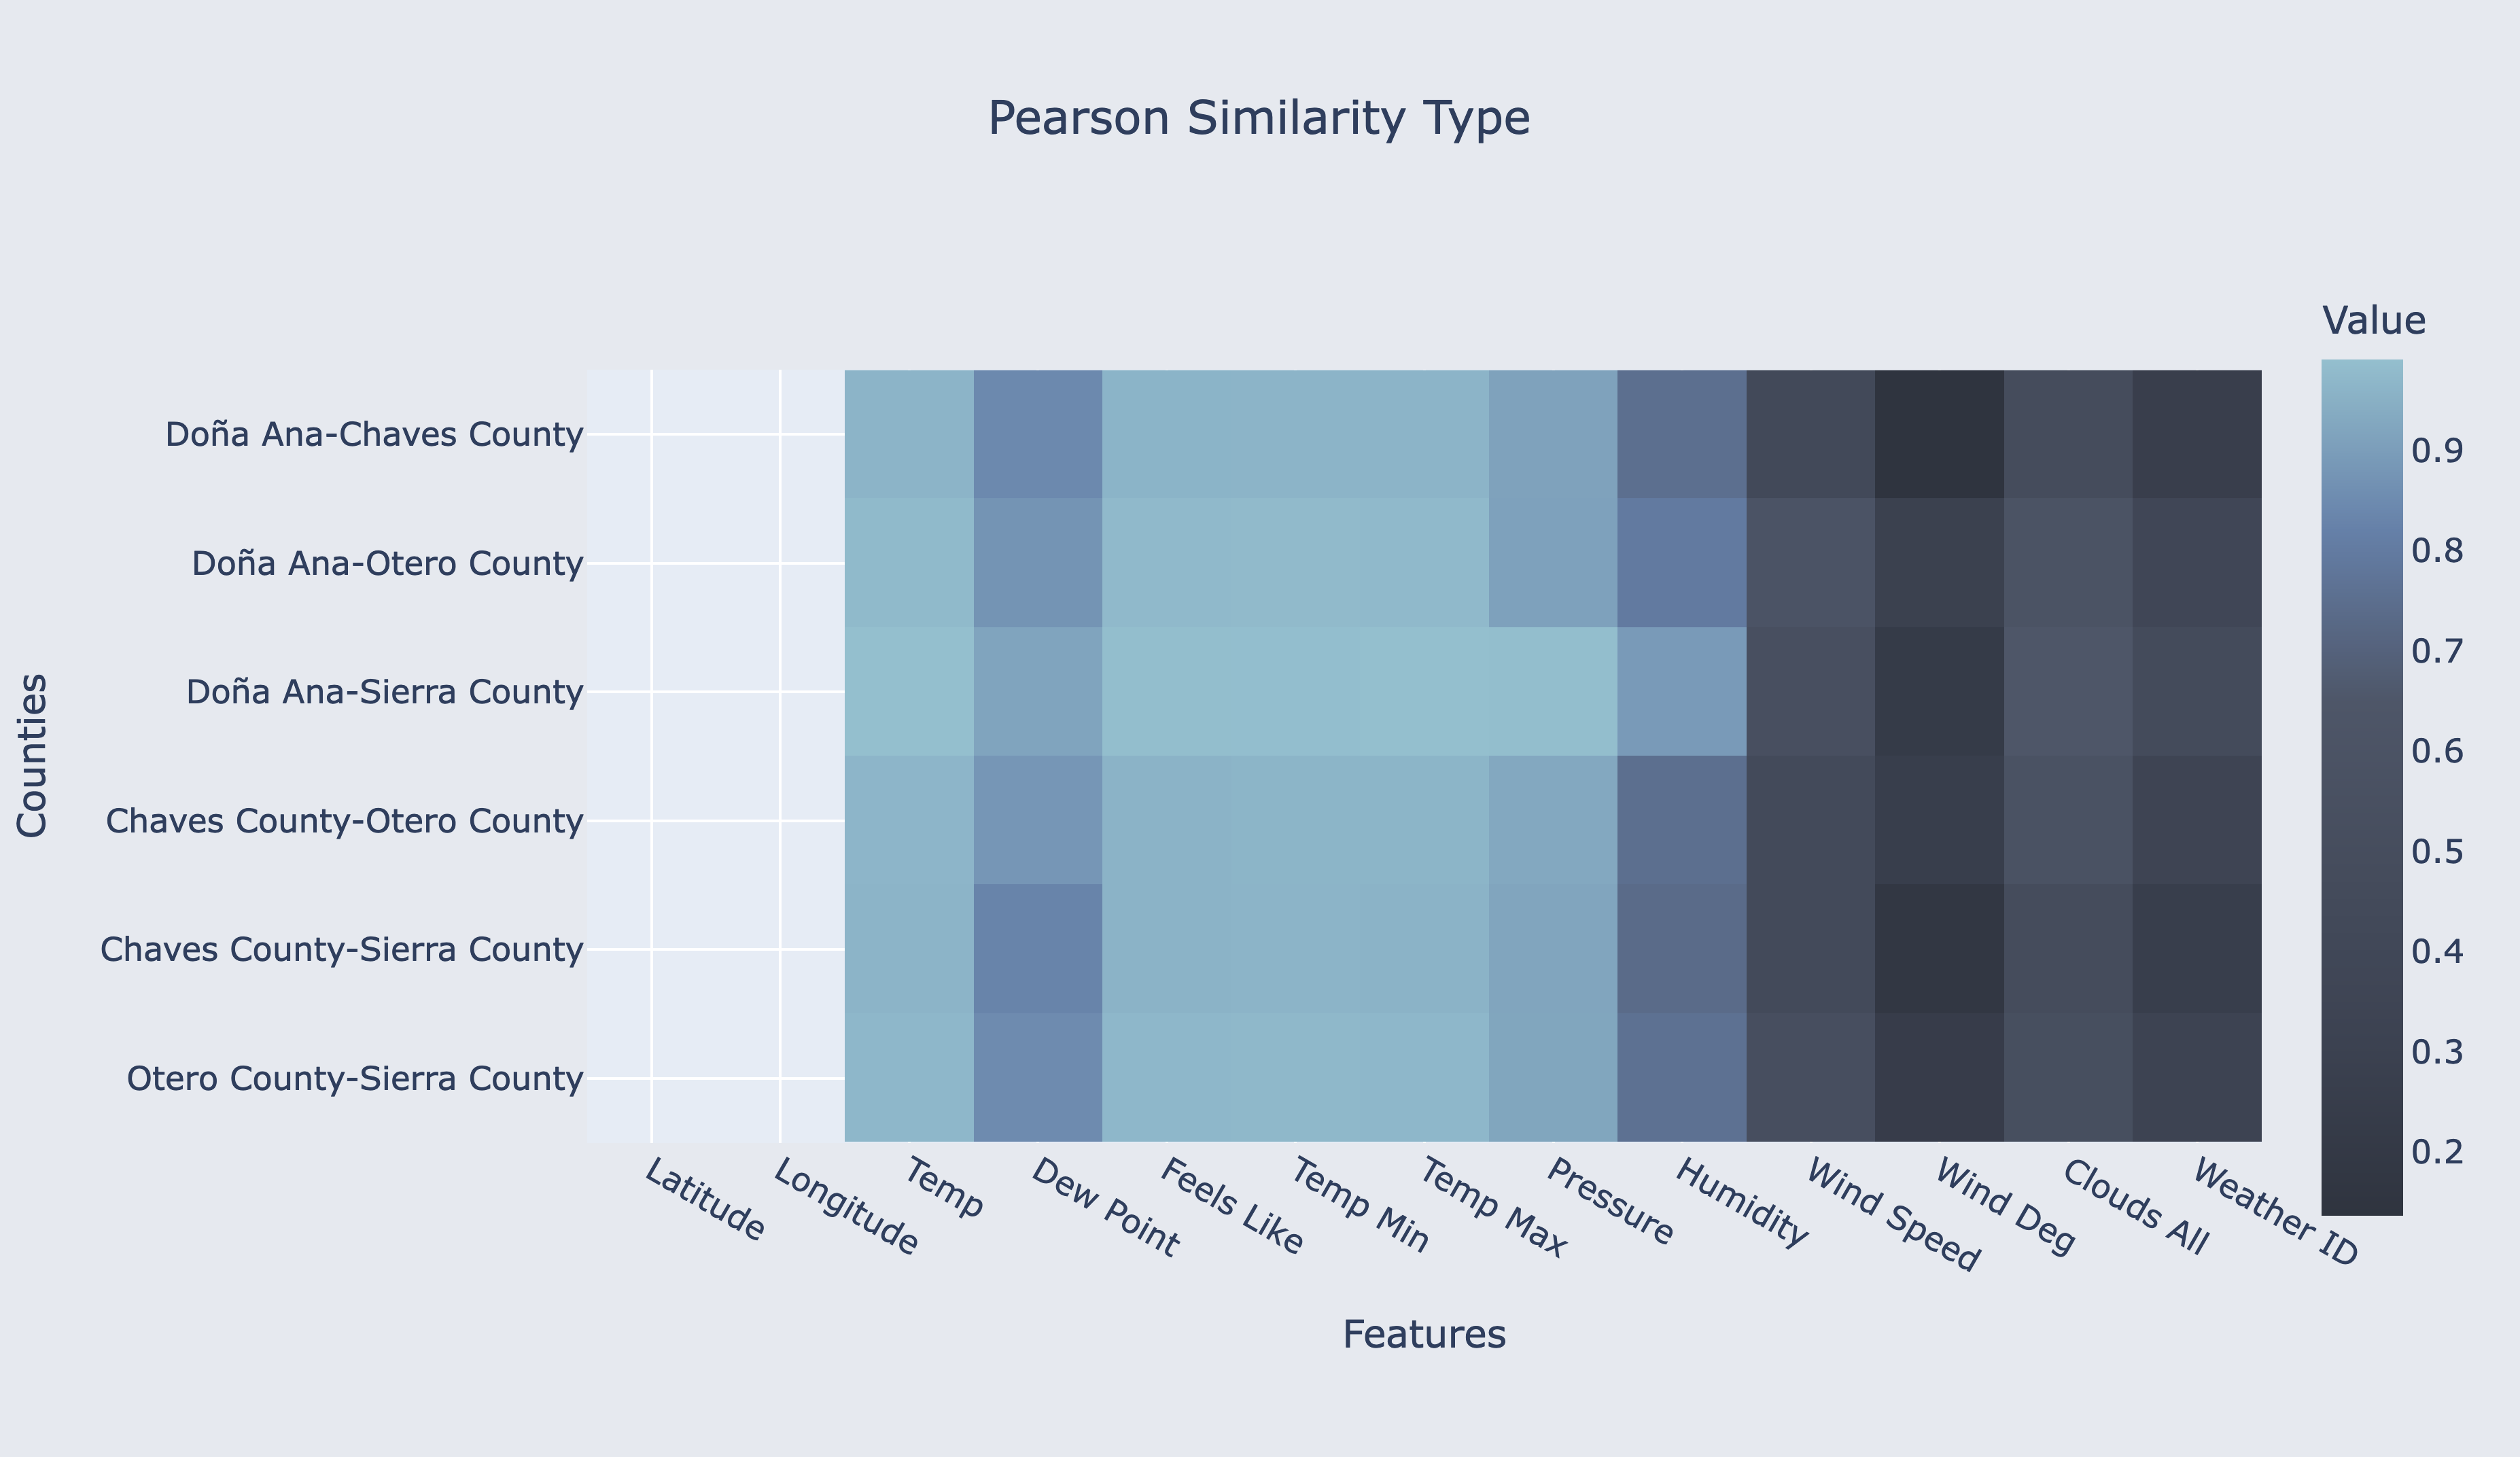 Pearson Similarity Type
Value
0.9
0.8
0.7
0.6
0.5
0.4
0.3
0.2
Counties
Doña Ana-Chaves County
Doña Ana-Otero County
Doña Ana-Sierra County
Chaves County-Otero County
Chaves County-Sierra County
Otero County-Sierra County
Latitude
Longitude
Temp
Dew Point
Feels Like
Temp Min
Temp Max
Pressure
Humidity
Wind Speed
Wind Deg
Clouds All
Weather ID
Features